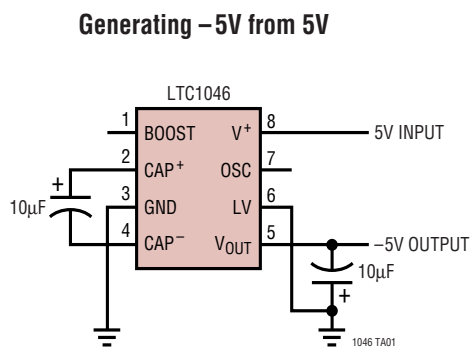 Generating –5V from 5V
LTC1046
1 BOOST V+ 8 5V INPUT
2 CAP+ OSC 7
+ 10µF
3 GND LV 6
4 CAP– VOUT 5 –5V OUTPUT
10µF
+
1046 TA01